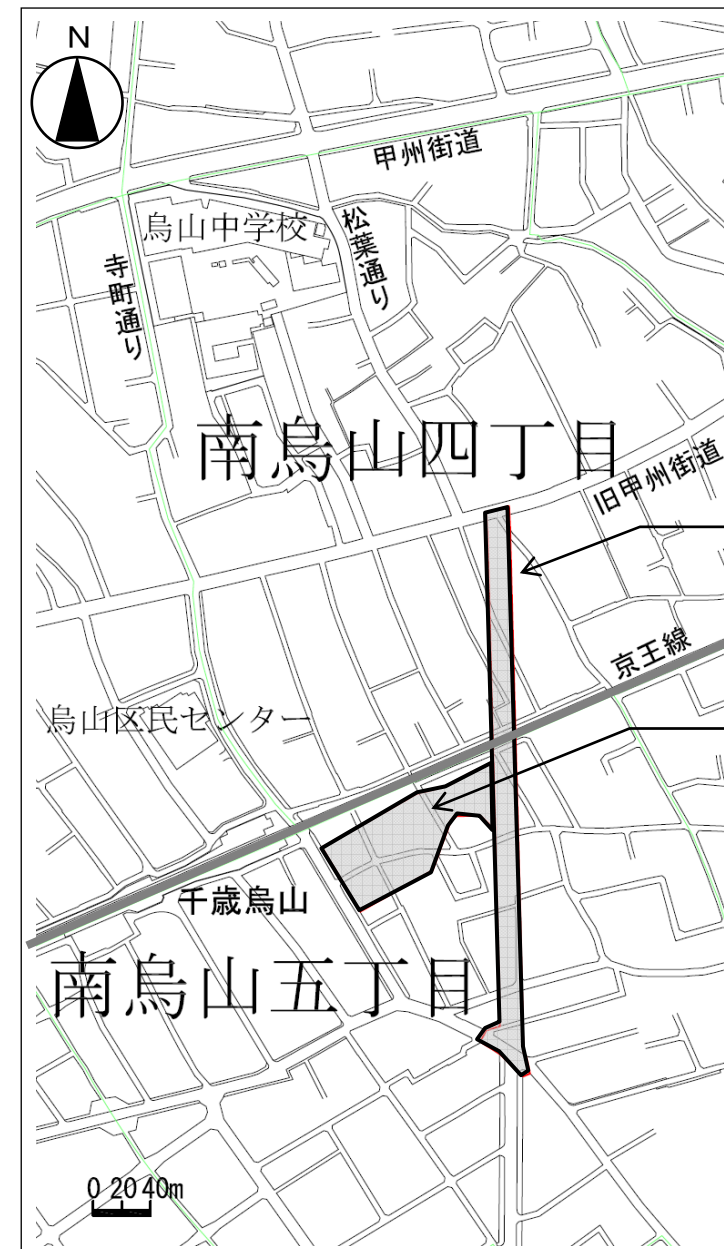 N
甲州街道
烏山中学校
松葉通り
寺町通り
南烏山四丁目
旧甲州街道
京王線
烏山区民センター
千歳烏山
南烏山五丁目
0 20 40m